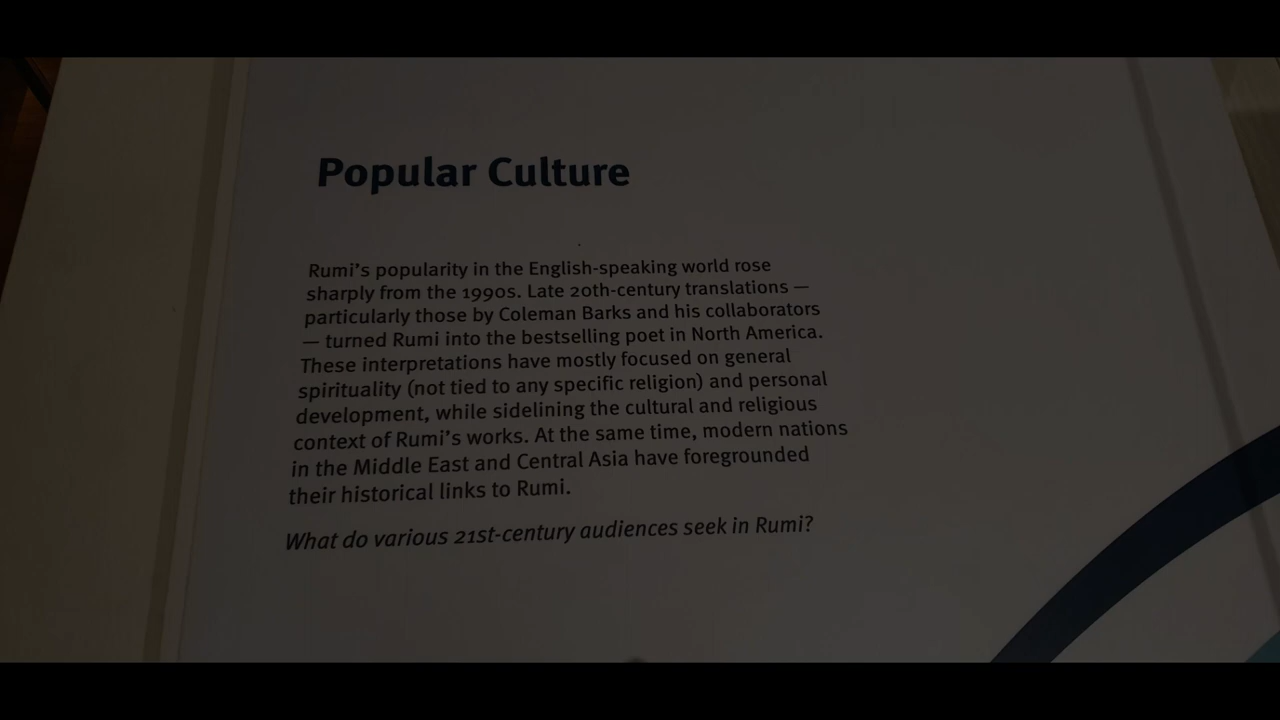 Popular Culture
Rumi's popularity in the English-speaking world rose
sharply from the 1990s. Late 20th-century translations —
particularly those by Coleman Barks and his collaborators
— turned Rumi into the bestselling poet in North America.
These interpretations have mostly focused on general
spirituality (not tied to any specific religion) and personal
development, while sidelining the cultural and religious
context of Rumi's works. At the same time, modern nations
in the Middle East and Central Asia have foregrounded
their historical links to Rumi.
What do various 21st-century audiences seek in Rumi?